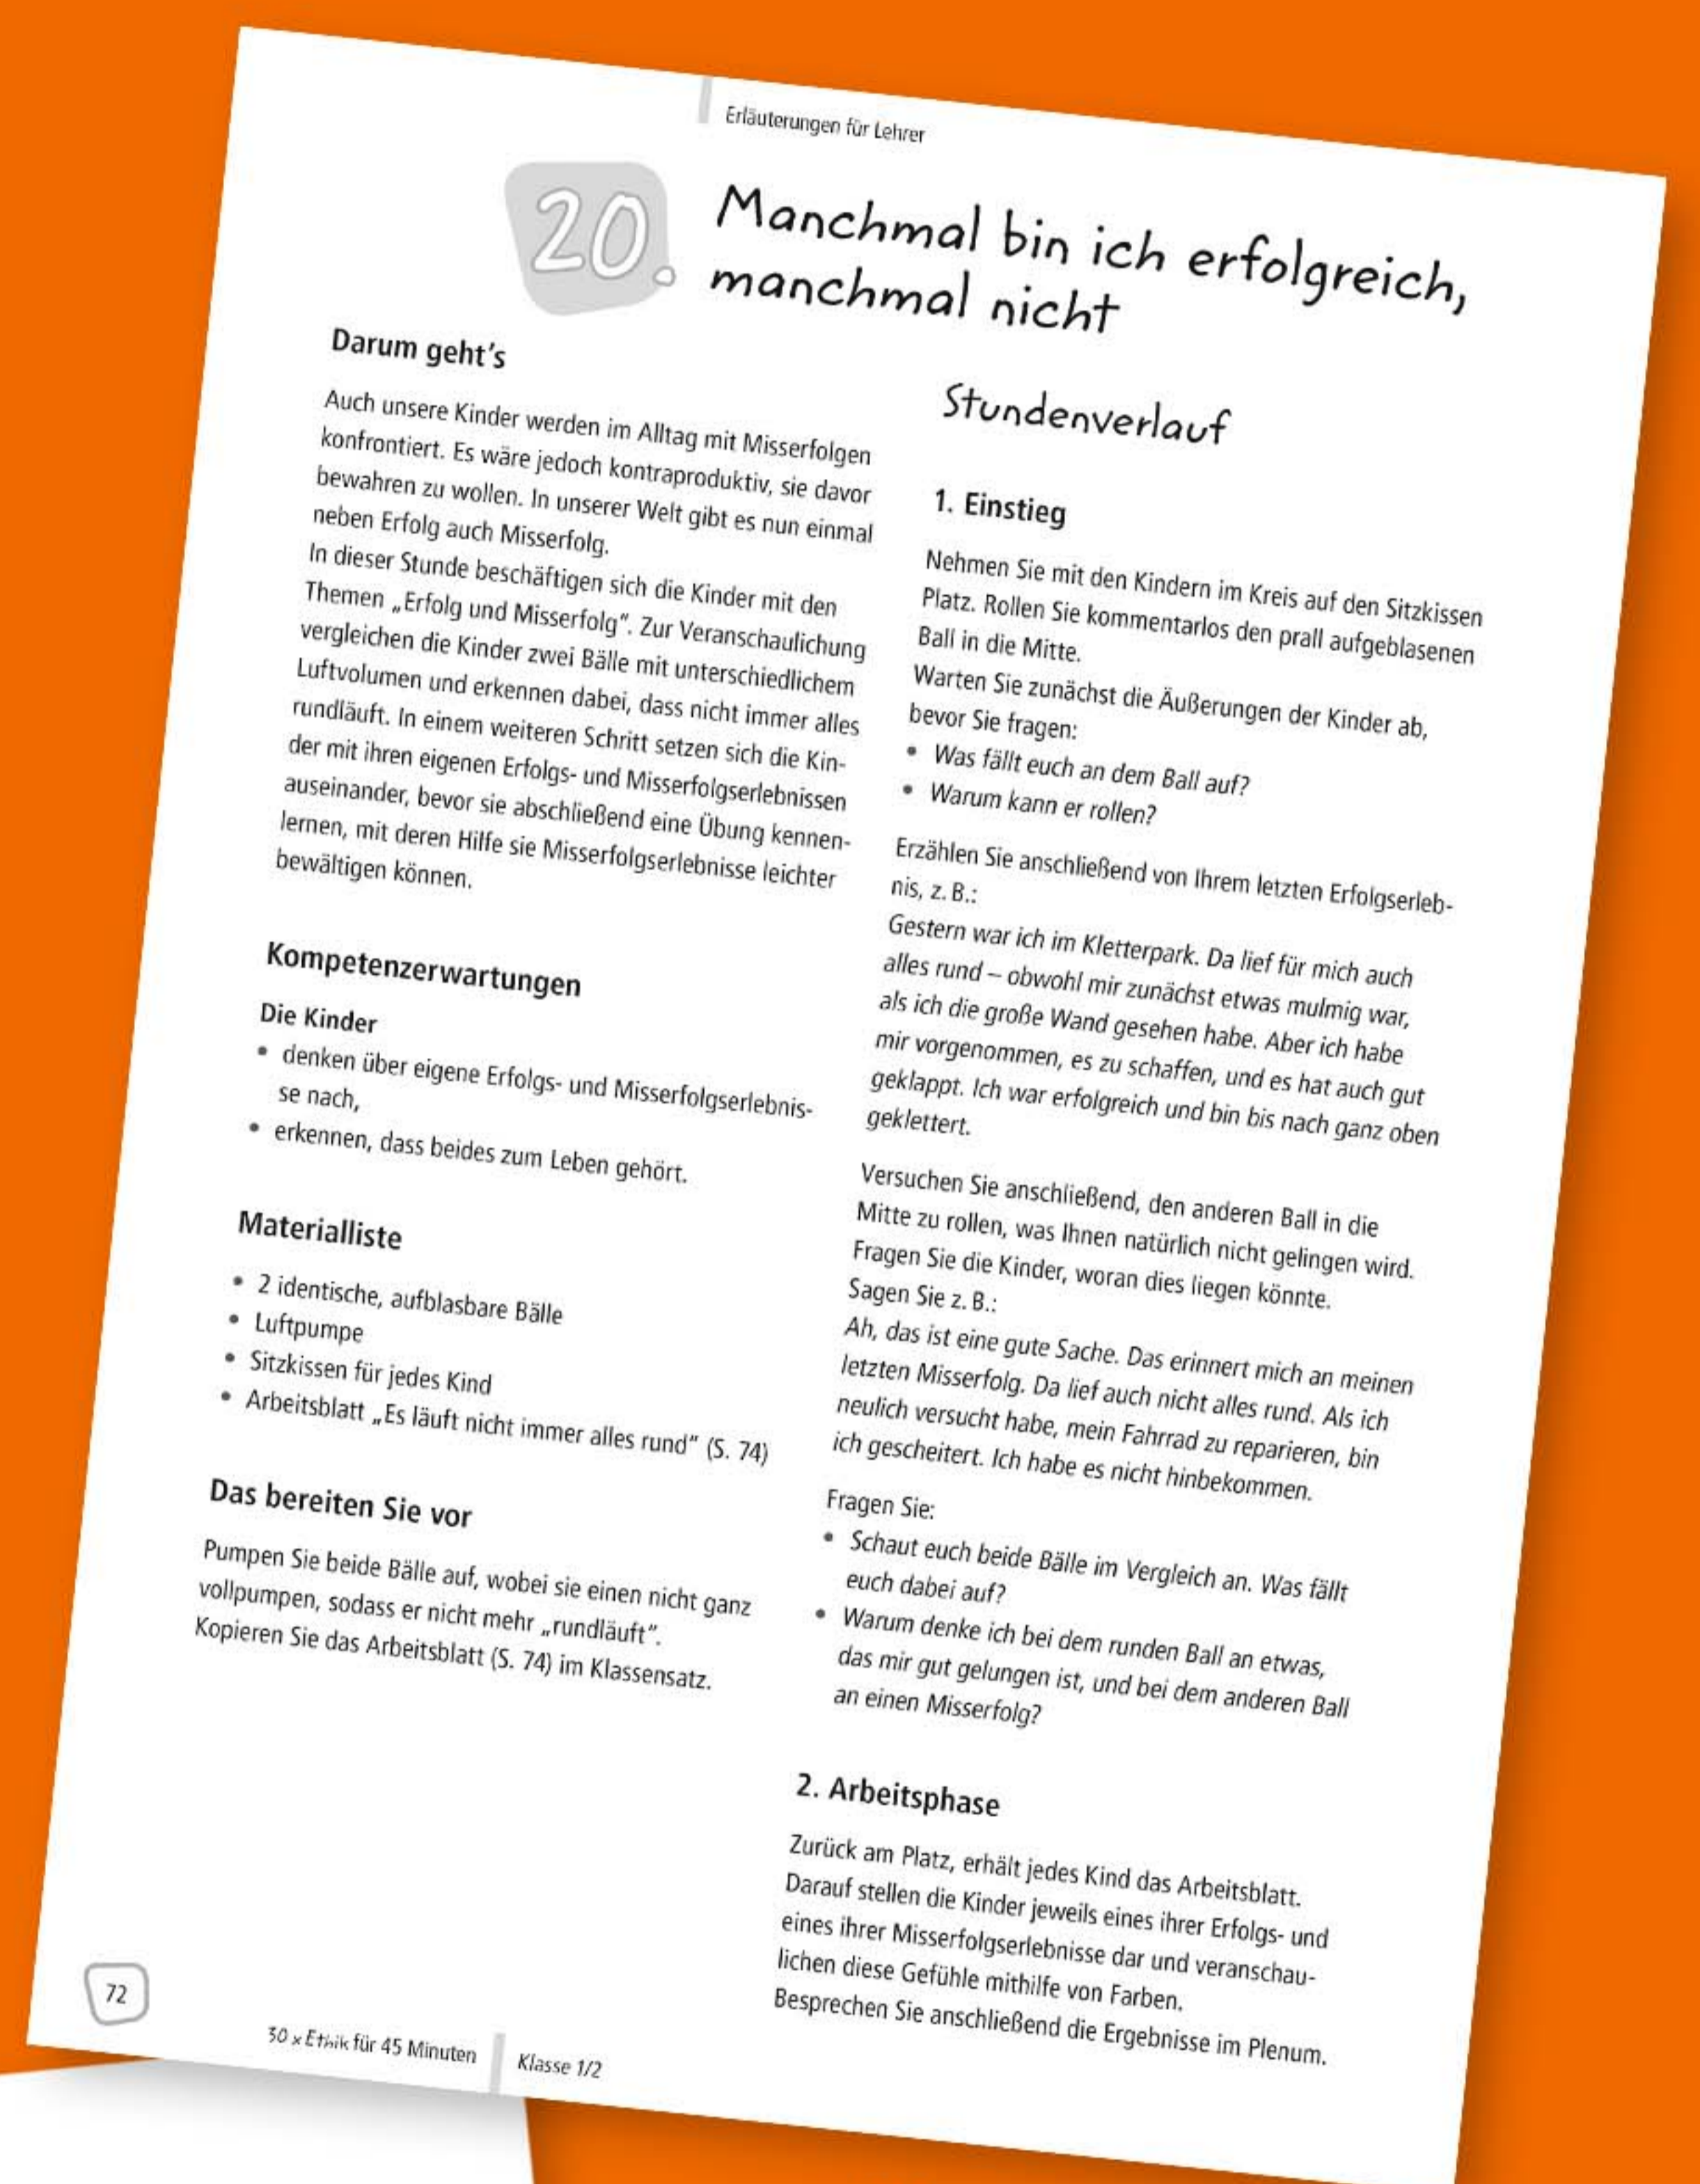 Erläuterungen für Lehrer
20.
Manchmal bin ich erfolgreich,
manchmal nicht
Darum geht's
Auch unsere Kinder werden im Alltag mit Misserfolgen
konfrontiert. Es wäre jedoch kontraproduktiv, sie davor
bewahren zu wollen. In unserer Welt gibt es nun einmal
neben Erfolg auch Misserfolg.
In dieser Stunde beschäftigen sich die Kinder mit den
Themen „Erfolg und Misserfolg“. Zur Veranschaulichung
vergleichen die Kinder zwei Bälle mit unterschiedlichem
Luftvolumen und erkennen dabei, dass nicht immer alles
rundläuft. In einem weiteren Schritt setzen sich die Kin-
der mit ihren eigenen Erfolgs- und Misserfolgserlebnissen
auseinander, bevor sie abschließend eine Übung kennen-
lernen, mit deren Hilfe sie Misserfolgserlebnisse leichter
bewältigen können.
Kompetenzerwartungen
Die Kinder
• denken über eigene Erfolgs- und Misserfolgserlebnis-
se nach,
• erkennen, dass beides zum Leben gehört.
Materialliste
• 2 identische, aufblasbare Bälle
• Luftpumpe
• Sitzkissen für jedes Kind
• Arbeitsblatt „Es läuft nicht immer alles rund“ (S. 74)
Das bereiten Sie vor
Pumpen Sie beide Bälle auf, wobei sie einen nicht ganz
vollpumpen, sodass er nicht mehr „rundläuft“.
Kopieren Sie das Arbeitsblatt (S. 74) im Klassensatz.
Stundenverlauf
1. Einstieg
Nehmen Sie mit den Kindern im Kreis auf den Sitzkissen
Platz. Rollen Sie kommentarlos den prall aufgeblasenen
Ball in die Mitte.
Warten Sie zunächst die Äußerungen der Kinder ab,
bevor Sie fragen:
• Was fällt euch an dem Ball auf?
• Warum kann er rollen?
Erzählen Sie anschließend von Ihrem letzten Erfolgserleb-
nis, z. B.:
Gestern war ich im Kletterpark. Da lief für mich auch
alles rund – obwohl mir zunächst etwas mulmig war,
als ich die große Wand gesehen habe. Aber ich habe
mir vorgenommen, es zu schaffen, und es hat auch gut
geklappt. Ich war erfolgreich und bin bis nach ganz oben
geklettert.
Versuchen Sie anschließend, den anderen Ball in die
Mitte zu rollen, was Ihnen natürlich nicht gelingen wird.
Fragen Sie die Kinder, woran dies liegen könnte.
Sagen Sie z. B.:
Ah, das ist eine gute Sache. Das erinnert mich an meinen
letzten Misserfolg. Da lief auch nicht alles rund. Als ich
neulich versucht habe, mein Fahrrad zu reparieren, bin
ich gescheitert. Ich habe es nicht hinbekommen.
Fragen Sie:
• Schaut euch beide Bälle im Vergleich an. Was fällt
euch dabei auf?
• Warum denke ich bei dem runden Ball an etwas,
das mir gut gelungen ist, und bei dem anderen Ball
an einen Misserfolg?
2. Arbeitsphase
Zurück am Platz, erhält jedes Kind das Arbeitsblatt.
Darauf stellen die Kinder jeweils eines ihrer Erfolgs- und
eines ihrer Misserfolgserlebnisse dar und veranschau-
lichen diese Gefühle mithilfe von Farben.
Besprechen Sie anschließend die Ergebnisse im Plenum.
72
30 x Ethik für 45 Minuten
Klasse 1/2